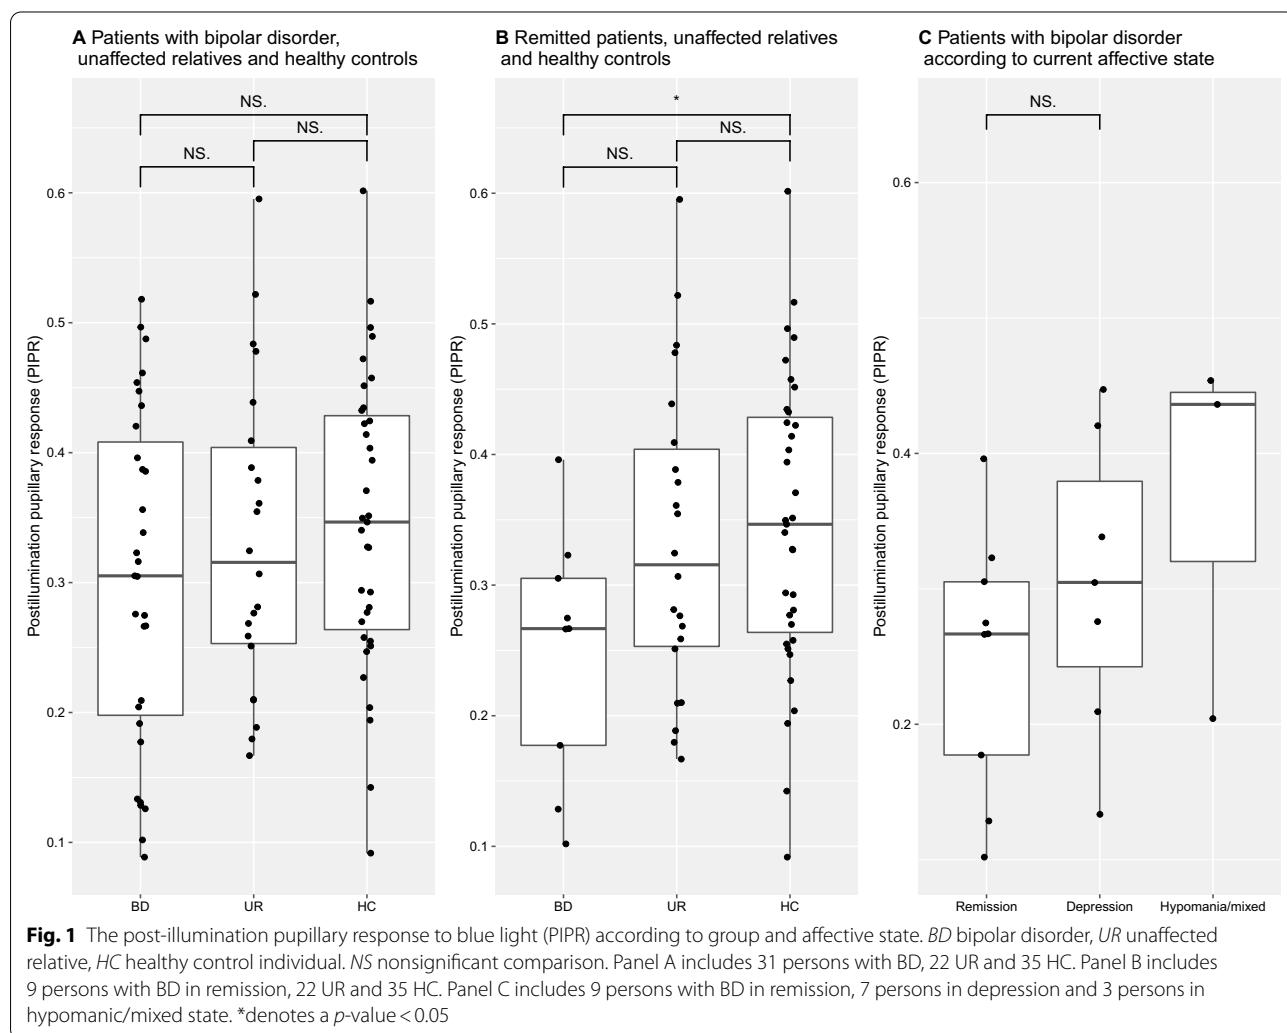 A Patients with bipolar disorder,
unaffected relatives and healthy controls
NS.
NS.
NS.
Postillumination pupillary response (PIPR)
0.6
0.5
0.4
0.3
0.2
0.1
BD UR HC
B Remitted patients, unaffected relatives
and healthy controls
*
NS.
NS.
Postillumination pupillary response (PIPR)
0.6
0.5
0.4
0.3
0.2
0.1
BD UR HC
C Patients with bipolar disorder
according to current affective state
NS.
Postillumination pupillary response (PIPR)
0.6
0.4
0.2
Remission Depression Hypomania/mixed
Fig. 1 The post-illumination pupillary response to blue light (PIPR) according to group and affective state. BD bipolar disorder, UR unaffected
relative, HC healthy control individual. NS nonsignificant comparison. Panel A includes 31 persons with BD, 22 UR and 35 HC. Panel B includes
9 persons with BD in remission, 22 UR and 35 HC. Panel C includes 9 persons with BD in remission, 7 persons in depression and 3 persons in
hypomanic/mixed state. *denotes a p-value < 0.05